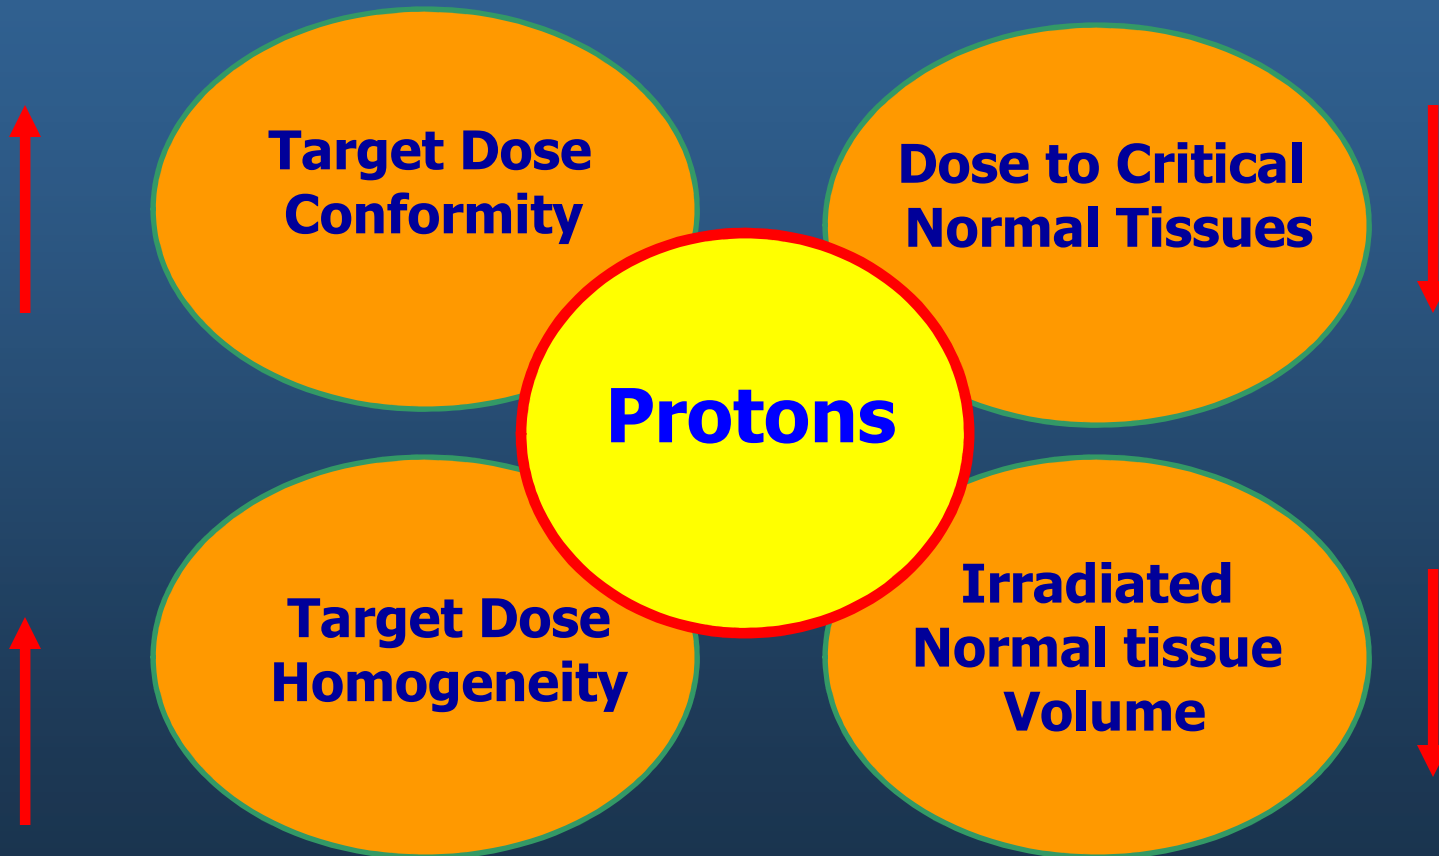 Target Dose
Conformity
Dose to Critical
Normal Tissues
Protons
Target Dose
Homogeneity
Irradiated
Normal tissue
Volume